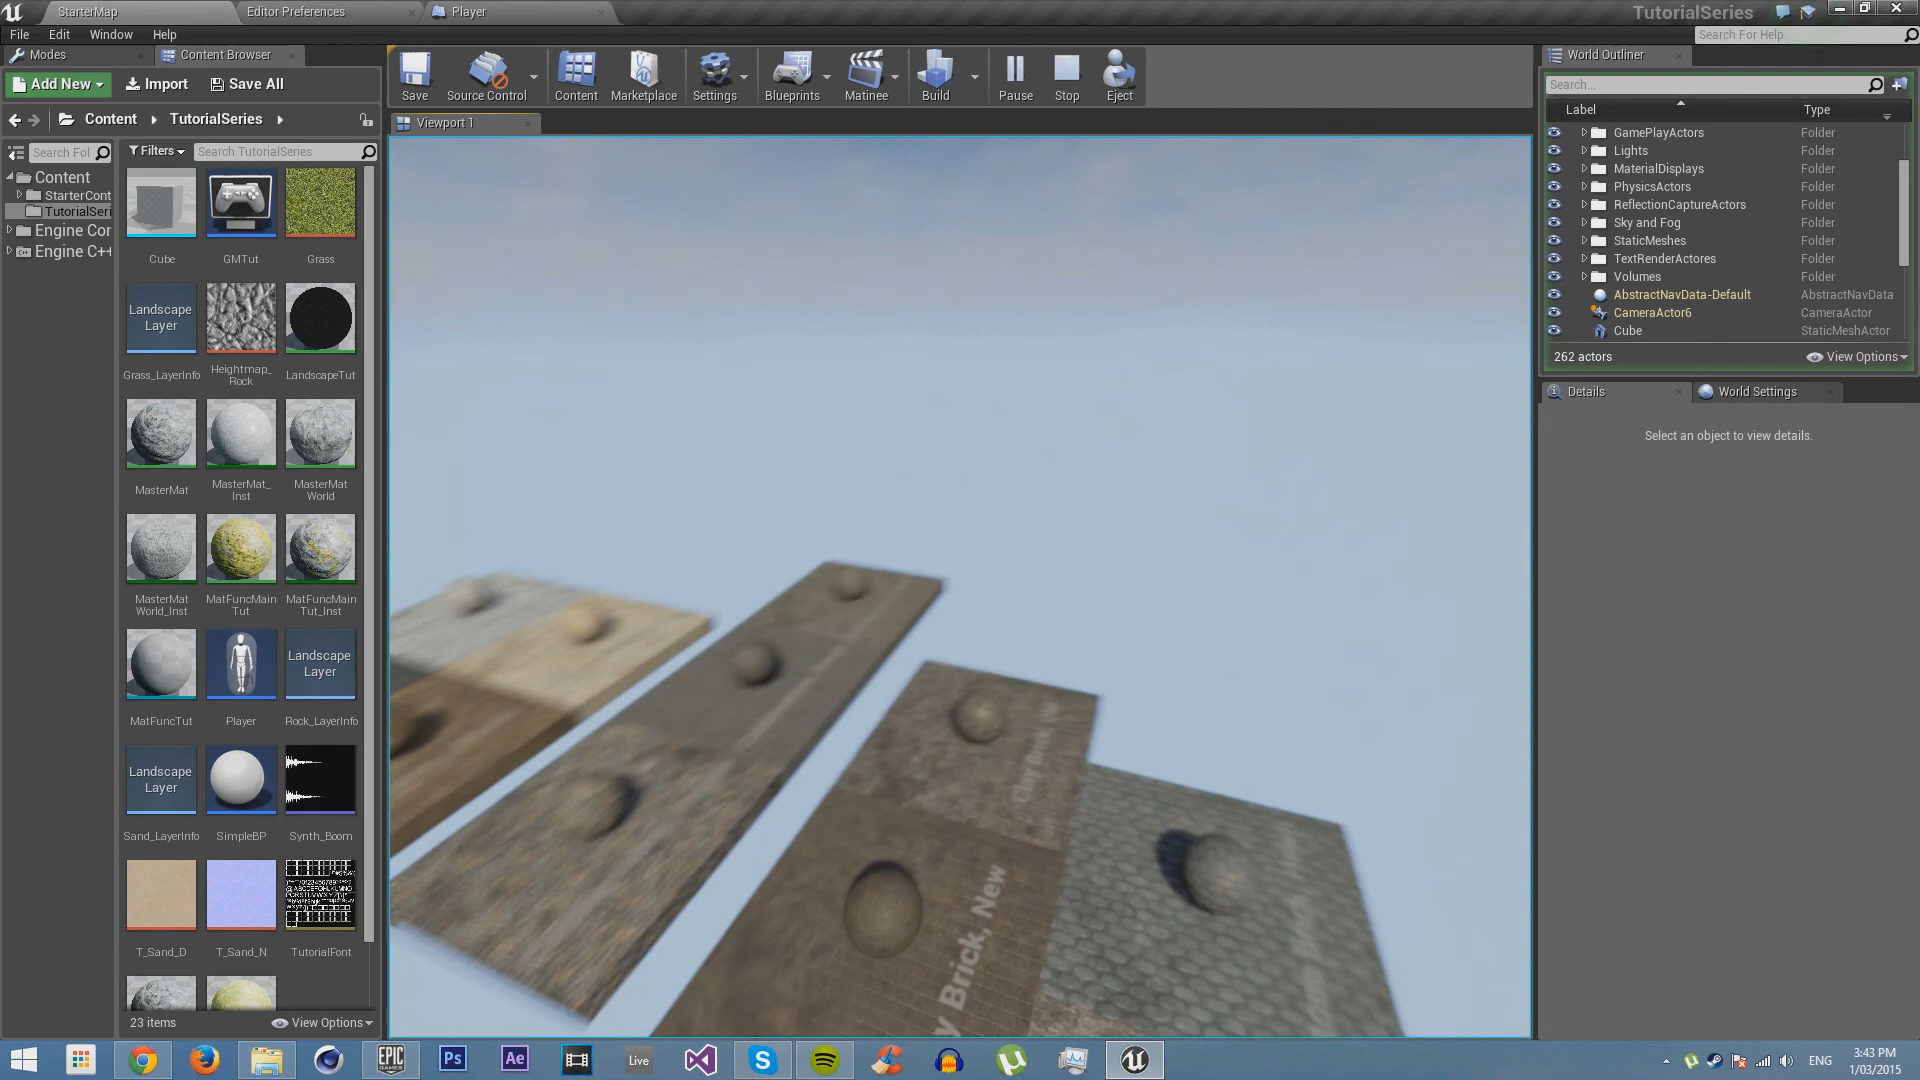 StarterMap
Editor Preferences
Player
TutorialSeries
File Edit Window Help
Search For Help
Modes
Content Browser
Add New
Import
Save All
Content
TutorialSeries
Search Fol
Filters
Search TutorialSeries
Content
StarterCont
TutorialSeri
Engine Cor
Engine C++
Cube
GMTut
Grass
Landscape
Layer
Grass_LayerInfo
Heightmap_
Rock
LandscapeTut
MasterMat
MasterMat_
Inst
MasterMat
World
MasterMat
World_Inst
MatFuncMain
Tut
MatFuncMain
Tut_Inst
Landscape
Layer
MatFuncTut
Player
Rock_LayerInfo
Landscape
Layer
Sand_LayerInfo
SimpleBP
Synth_Boom
T_Sand_D
T_Sand_N
TutorialFont
23 items
View Options
Save
Source Control
Content
Marketplace
Settings
Blueprints
Matinee
Build
Pause
Stop
Eject
Viewport 1
y Brick, New
World Outliner
Search...
Label Type
GamePlayActors Folder
Lights Folder
MaterialDisplays Folder
PhysicsActors Folder
ReflectionCaptureActors Folder
Sky and Fog Folder
StaticMeshes Folder
TextRenderActores Folder
Volumes Folder
AbstractNavData-Default AbstractNavData
CameraActor6 CameraActor
Cube StaticMeshActor
262 actors
View Options
Details
World Settings
Select an object to view details.
EPIC
GAMES
Ps
Ae
Live
ENG
3:43 PM
1/03/2015